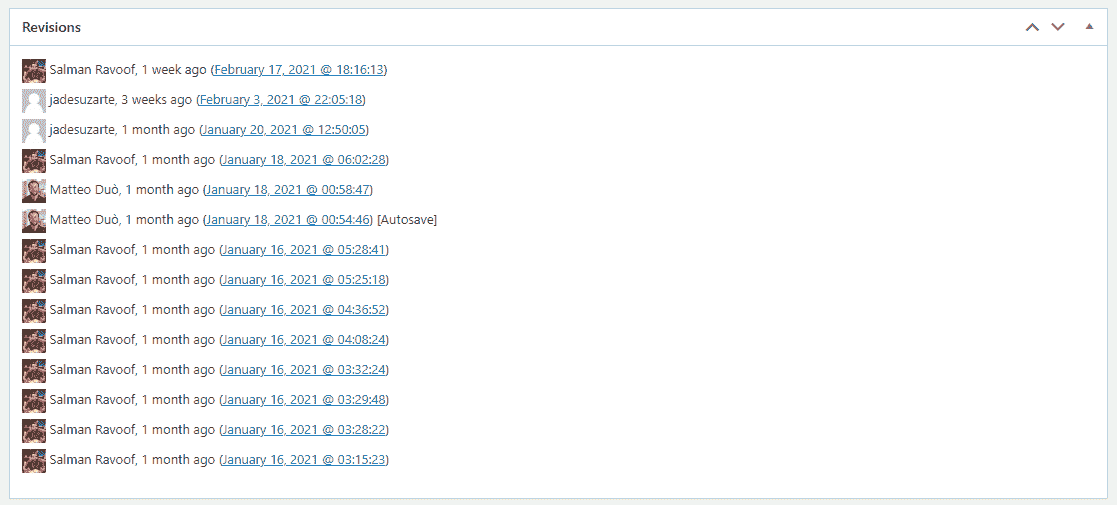 Revisions
Salman Ravoof, 1 week ago (February 17, 2021 @ 18:16:13)
jadesuzarte, 3 weeks ago (February 3, 2021 @ 22:05:18)
jadesuzarte, 1 month ago (January 20, 2021 @ 12:50:05)
Salman Ravoof, 1 month ago (January 18, 2021 @ 06:02:28)
Matteo Duò, 1 month ago (January 18, 2021 @ 00:58:47)
Matteo Duò, 1 month ago (January 18, 2021 @ 00:54:46) [Autosave]
Salman Ravoof, 1 month ago (January 16, 2021 @ 05:28:41)
Salman Ravoof, 1 month ago (January 16, 2021 @ 05:25:18)
Salman Ravoof, 1 month ago (January 16, 2021 @ 04:36:52)
Salman Ravoof, 1 month ago (January 16, 2021 @ 04:08:24)
Salman Ravoof, 1 month ago (January 16, 2021 @ 03:32:24)
Salman Ravoof, 1 month ago (January 16, 2021 @ 03:29:48)
Salman Ravoof, 1 month ago (January 16, 2021 @ 03:28:22)
Salman Ravoof, 1 month ago (January 16, 2021 @ 03:15:23)